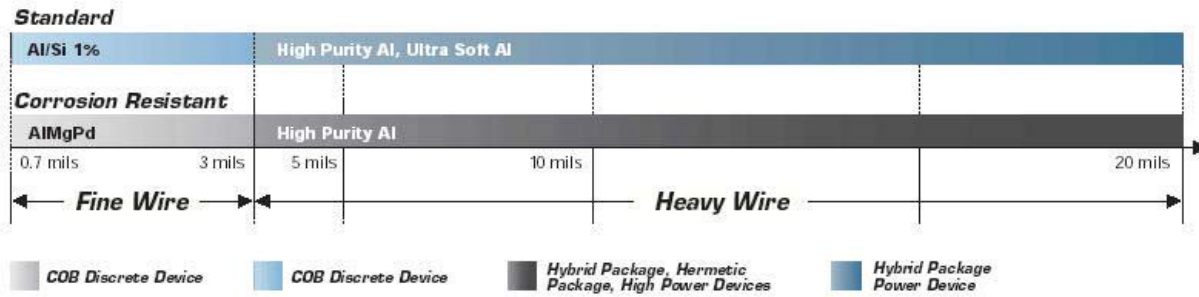 Standard
Al/Si 1% High Purity Al, Ultra Soft Al
Corrosion Resistant
AlMgPd High Purity Al
0.7 mils 3 mils 5 mils 10 mils 20 mils
Fine Wire Heavy Wire
COB Discrete Device
COB Discrete Device
Hybrid Package, Hermetic
Package, High Power Devices
Hybrid Package
Power Device